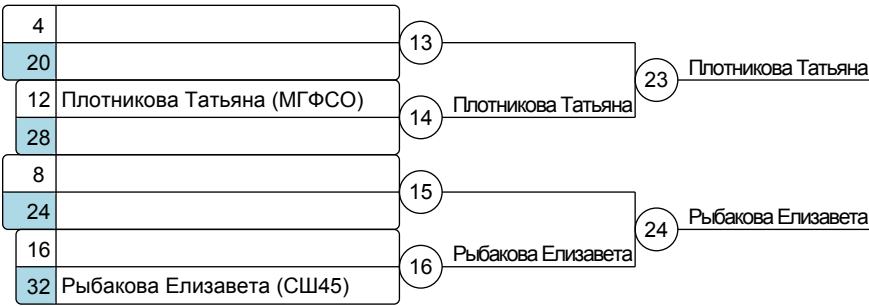 4
13
20
23 Плотникова Татьяна
12 Плотникова Татьяна (МГФСО)
14 Плотникова Татьяна
28
8
15
24
24 Рыбакова Елизавета
16
16 Рыбакова Елизавета
32 Рыбакова Елизавета (СШ45)